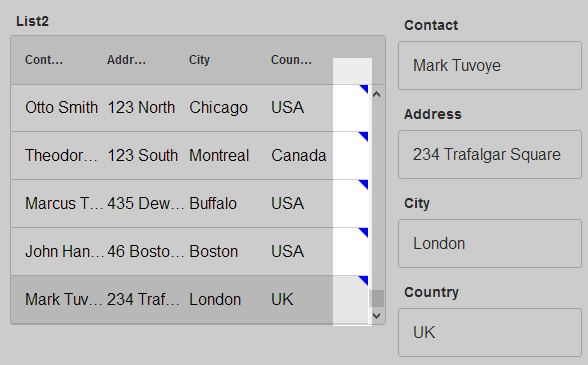 List2
Cont... Addr... City Coun...
Otto Smith 123 North Chicago USA
Theodor... 123 South Montreal Canada
Marcus T... 435 Dew... Buffalo USA
John Han... 46 Bosto... Boston USA
Mark Tuv... 234 Traf... London UK
Contact
Mark Tuvoye
Address
234 Trafalgar Square
City
London
Country
UK